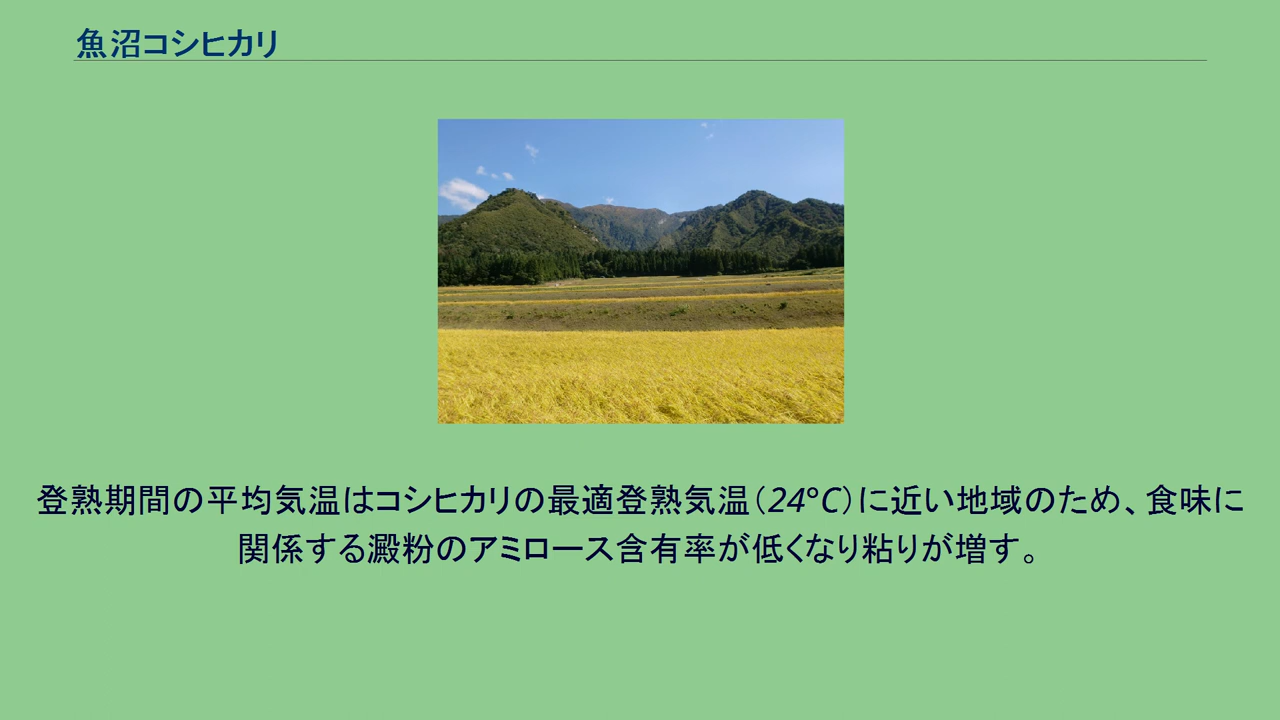 魚沼コシヒカリ
登熟期間の平均気温はコシヒカリの最適登熟気温（24℃）に近い地域のため、食味に
関係する澱粉のアミロース含有率が低くなり粘りが増す。